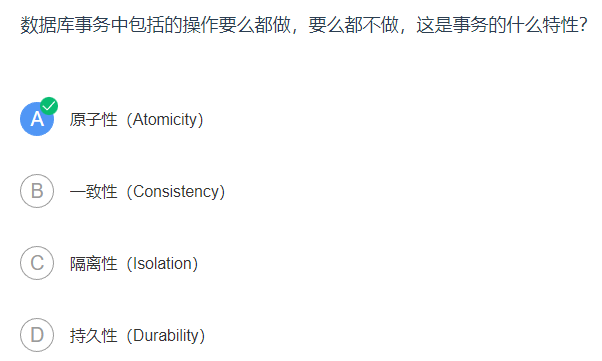 数据库事务中包括的操作要么都做，要么都不做，这是事务的什么特性？
A 原子性（Atomicity）
B 一致性（Consistency）
C 隔离性（Isolation）
D 持久性（Durability）